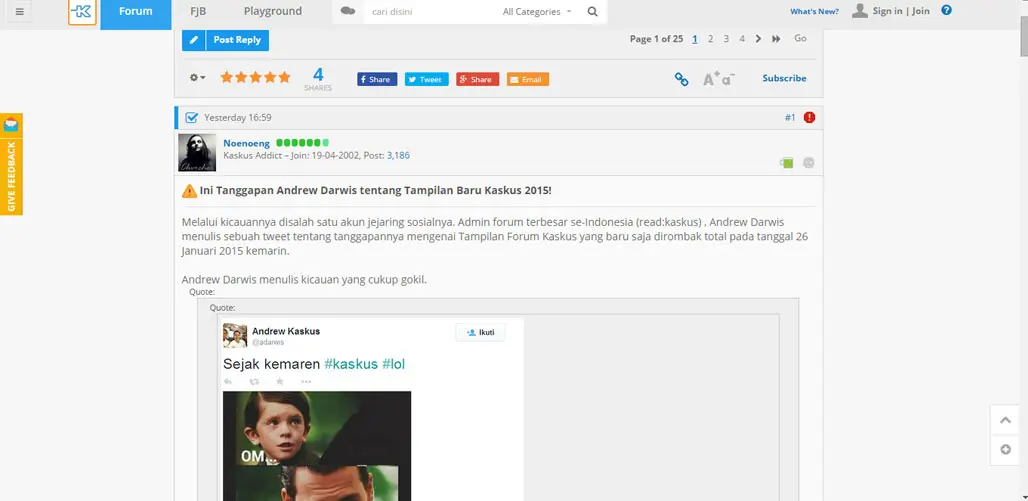 Forum FJB Playground cari disini All Categories What's New? Sign in | Join
Post Reply Page 1 of 25 1 2 3 4 Go
4
SHARES
Share Tweet Share Email A+ a- Subscribe
GIVE FEEDBACK
Yesterday 16:59 #1
Noenoeng
Kaskus Addict – Join: 19-04-2002, Post: 3,186
Ini Tanggapan Andrew Darwis tentang Tampilan Baru Kaskus 2015!
Melalui kicauannya disalah satu akun jejaring sosialnya. Admin forum terbesar se-Indonesia (read:kaskus) , Andrew Darwis
menulis sebuah tweet tentang tanggapannya mengenai Tampilan Forum Kaskus yang baru saja dirombak total pada tanggal 26
Januari 2015 kemarin.
Andrew Darwis menulis kicauan yang cukup gokil.
Quote:
Quote:
Andrew Kaskus
@adarws
Ikuti
Sejak kemaren #kaskus #lol
OM...